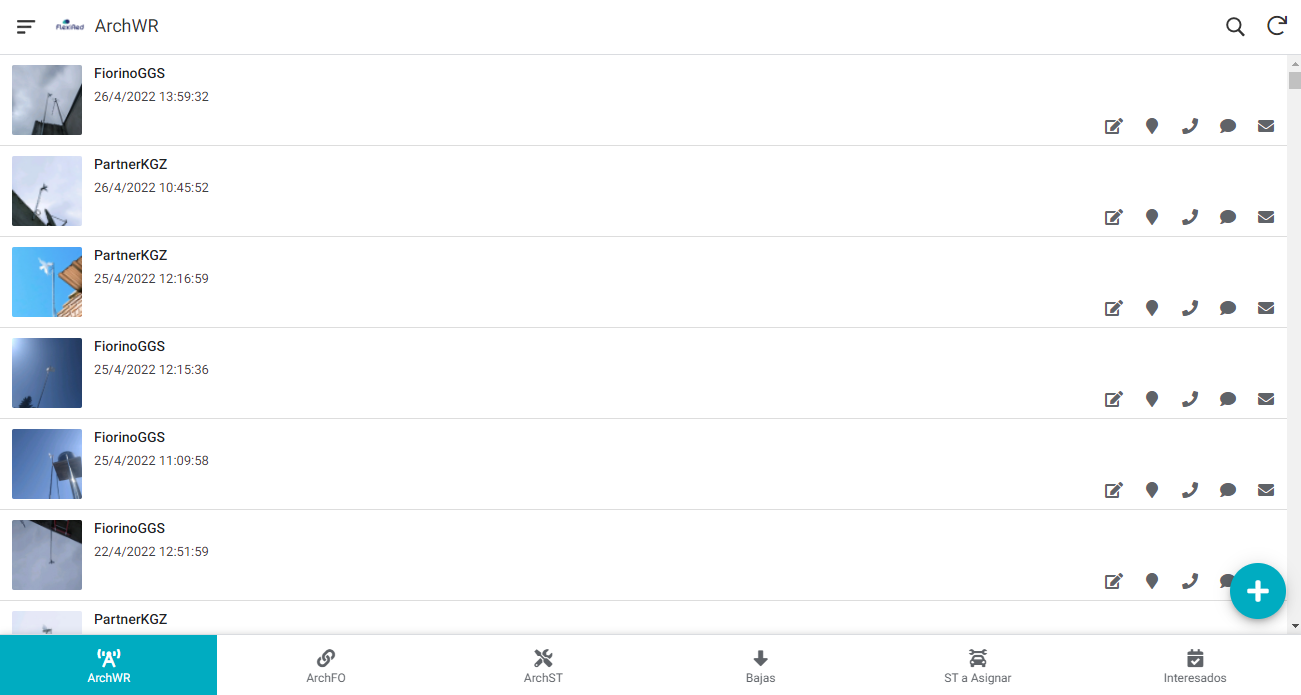 FlexiRed ArchWR
FiorinoGGS
26/4/2022 13:59:32
PartnerKGZ
26/4/2022 10:45:52
PartnerKGZ
25/4/2022 12:16:59
FiorinoGGS
25/4/2022 12:15:36
FiorinoGGS
25/4/2022 11:09:58
FiorinoGGS
22/4/2022 12:51:59
PartnerKGZ
ArchWR ArchFO ArchST Bajas ST a Asignar Interesados